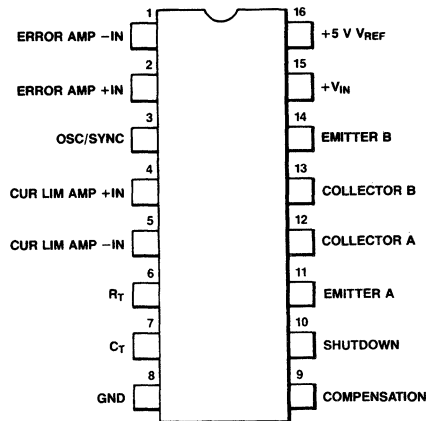 1 16
ERROR AMP −IN +5 V VREF
2 15
ERROR AMP +IN +VIN
3 14
OSC/SYNC EMITTER B
4 13
CUR LIM AMP +IN COLLECTOR B
5 12
CUR LIM AMP −IN COLLECTOR A
6 11
RT EMITTER A
7 10
CT SHUTDOWN
8 9
GND COMPENSATION